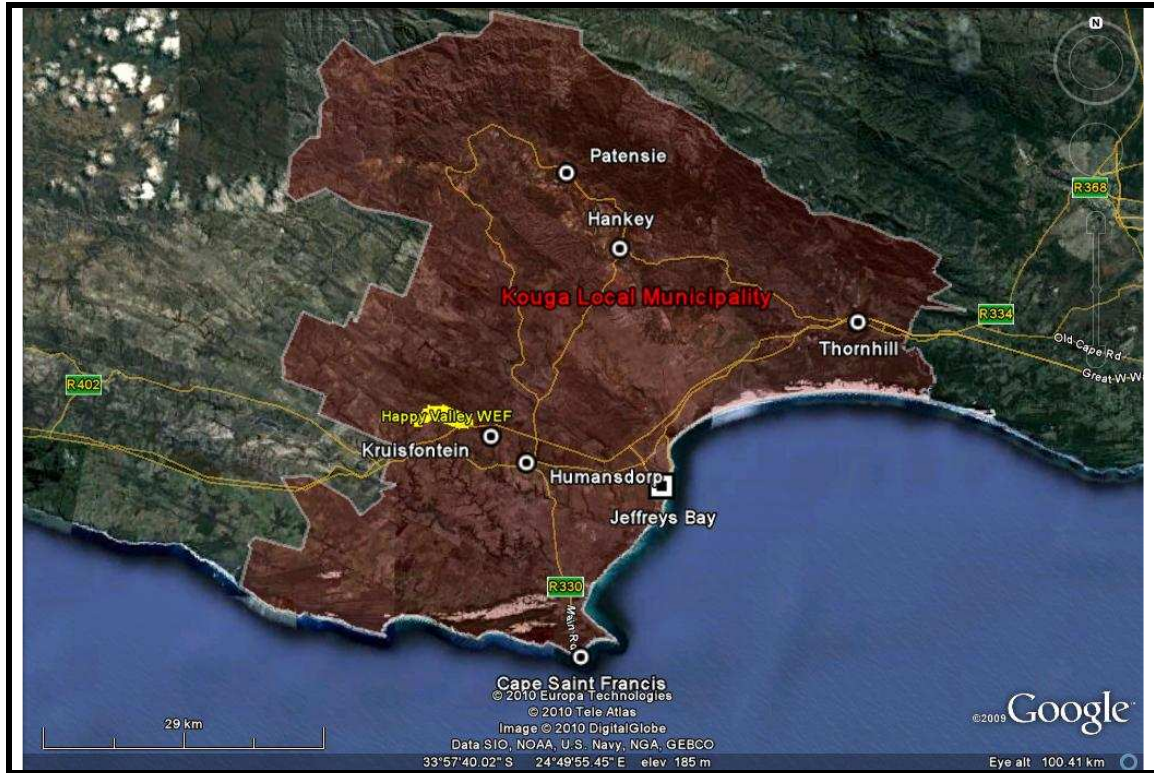 N
Patensie
R368
Hankey
Kouga Local Municipality
R334
Thornhill
Old Cape Rd
Great W W
R402
Happy Valley WEF
Kruisfontein
Humansdorp
Jeffreys Bay
R330
Main Rd
Cape Saint Francis
© 2010 Europa Technologies
© 2010 Tele Atlas
Image © 2010 DigitalGlobe
Data SIO, NOAA, U.S. Navy, NGA, GEBCO
©2009 Google
29 km
33°57'40.02" S 24°49'55.45" E elev 185 m
Eye alt 100.41 km